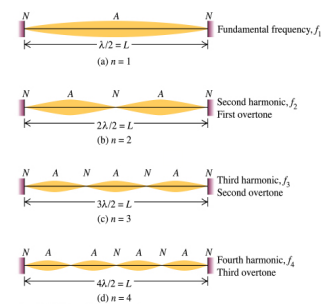 N A N
Fundamental frequency, f₁
λ/2 = L
(a) n = 1
N A N A N
Second harmonic, f₂
First overtone
2λ/2 = L
(b) n = 2
N A N A N A N
Third harmonic, f₃
Second overtone
3λ/2 = L
(c) n = 3
N A N A N A N A N
Fourth harmonic, f₄
Third overtone
4λ/2 = L
(d) n = 4